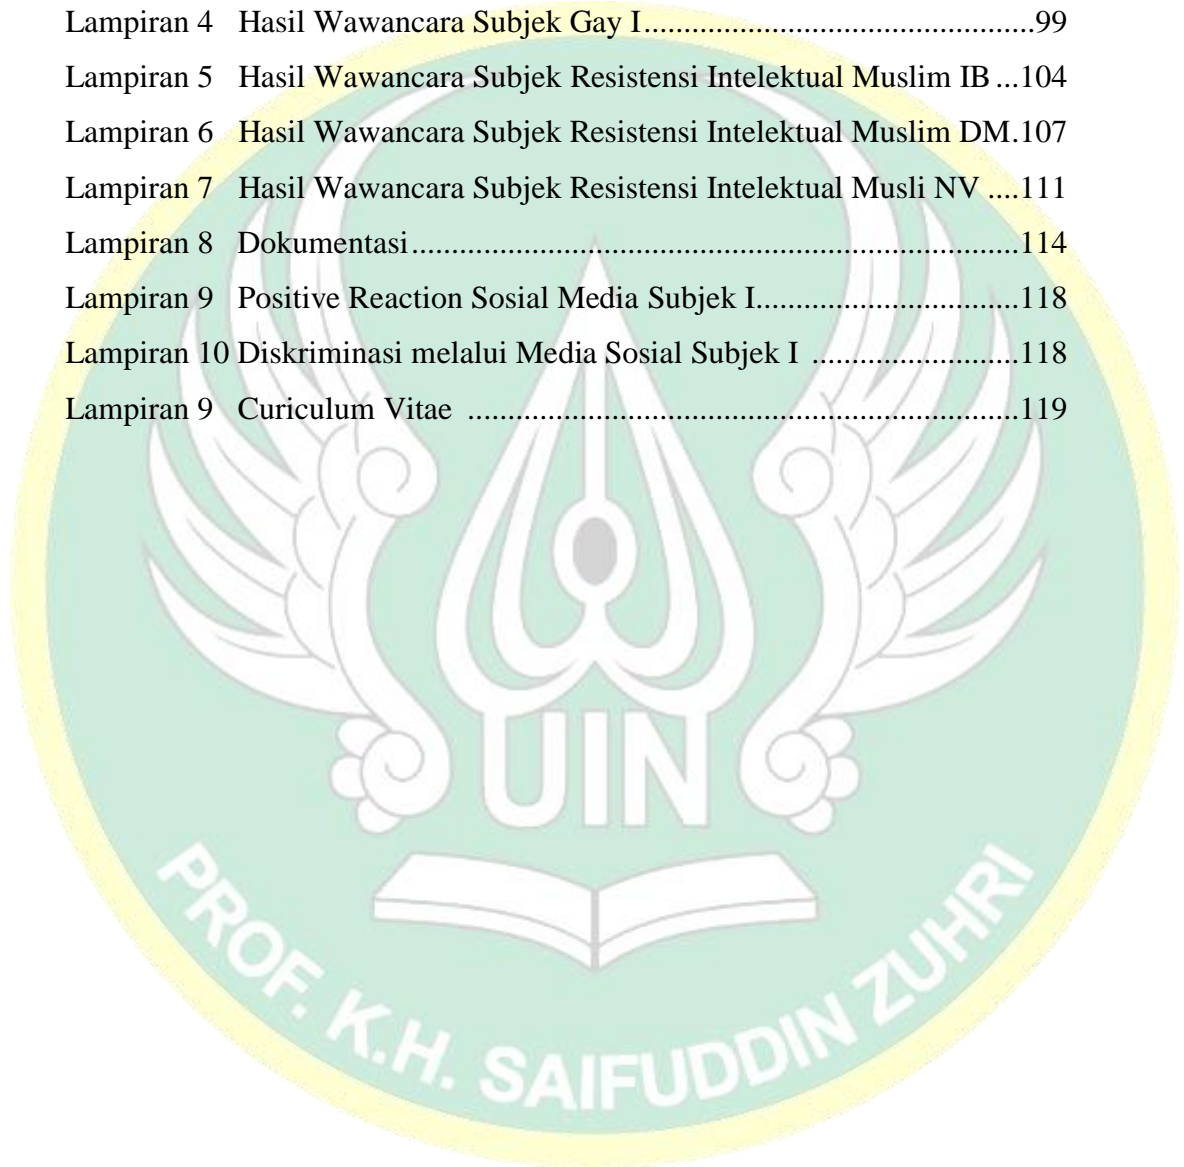 Lampiran 4 Hasil Wawancara Subjek Gay I............................................99
Lampiran 5 Hasil Wawancara Subjek Resistensi Intelektual Muslim IB ...104
Lampiran 6 Hasil Wawancara Subjek Resistensi Intelektual Muslim DM.107
Lampiran 7 Hasil Wawancara Subjek Resistensi Intelektual Musli NV ....111
Lampiran 8 Dokumentasi....................................................................114
Lampiran 9 Positive Reaction Sosial Media Subjek I.............................118
Lampiran 10 Diskriminasi melalui Media Sosial Subjek I ..........................118
Lampiran 9 Curiculum Vitae ..............................................................119
UIN
PROF. K.H. SAIFUDDIN ZUHRI